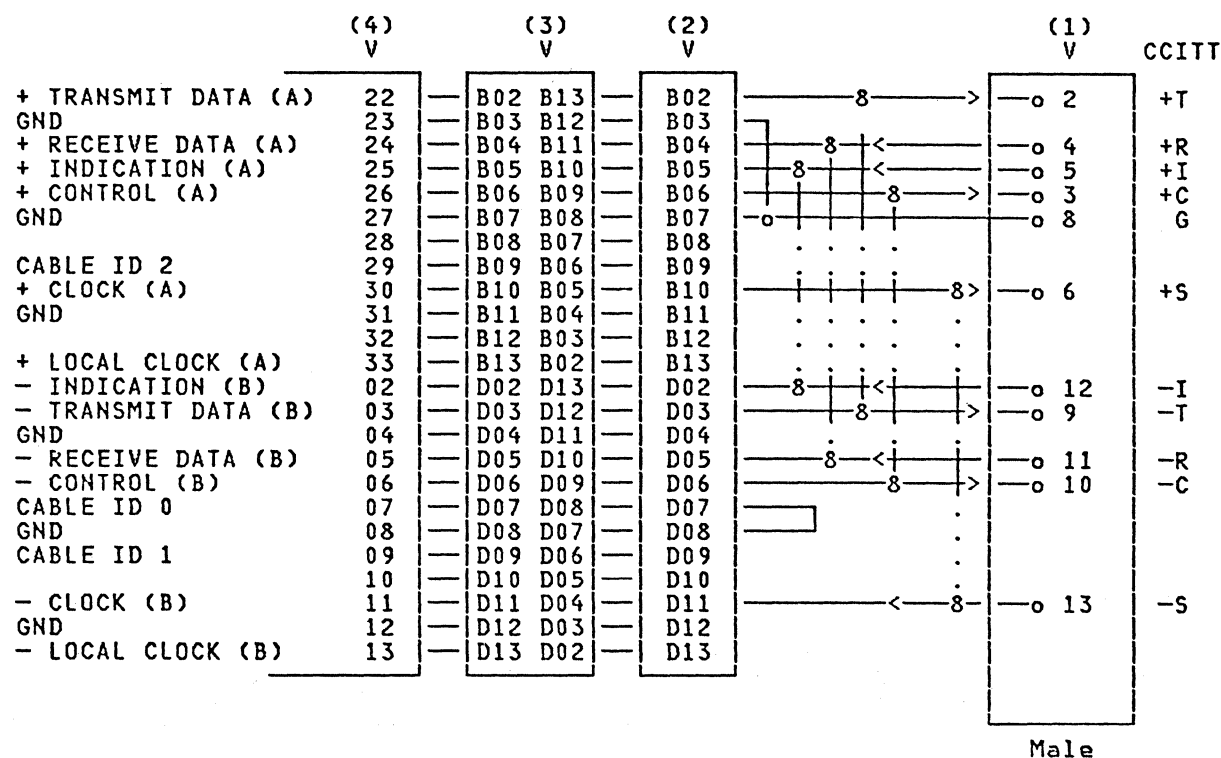 (4) (3) (2) (1)
V V V V CCITT
+ TRANSMIT DATA (A) 22 B02 B13 B02 8 > o 2 +T
GND 23 B03 B12 B03
+ RECEIVE DATA (A) 24 B04 B11 B04 8 < o 4 +R
+ INDICATION (A) 25 B05 B10 B05 8 < o 5 +I
+ CONTROL (A) 26 B06 B09 B06 8 > o 3 +C
GND 27 B07 B08 B07 o o 8 G
28 B08 B07 B08
CABLE ID 2 29 B09 B06 B09
+ CLOCK (A) 30 B10 B05 B10 8> o 6 +S
GND 31 B11 B04 B11
32 B12 B03 B12
+ LOCAL CLOCK (A) 33 B13 B02 B13
- INDICATION (B) 02 D02 D13 D02 8 < o 12 -I
- TRANSMIT DATA (B) 03 D03 D12 D03 8 > o 9 -T
GND 04 D04 D11 D04
- RECEIVE DATA (B) 05 D05 D10 D05 8 < o 11 -R
- CONTROL (B) 06 D06 D09 D06 8 > o 10 -C
CABLE ID 0 07 D07 D08 D07
GND 08 D08 D07 D08
CABLE ID 1 09 D09 D06 D09
10 D10 D05 D10
- CLOCK (B) 11 D11 D04 D11 < 8 o 13 -S
GND 12 D12 D03 D12
- LOCAL CLOCK (B) 13 D13 D02 D13
Male